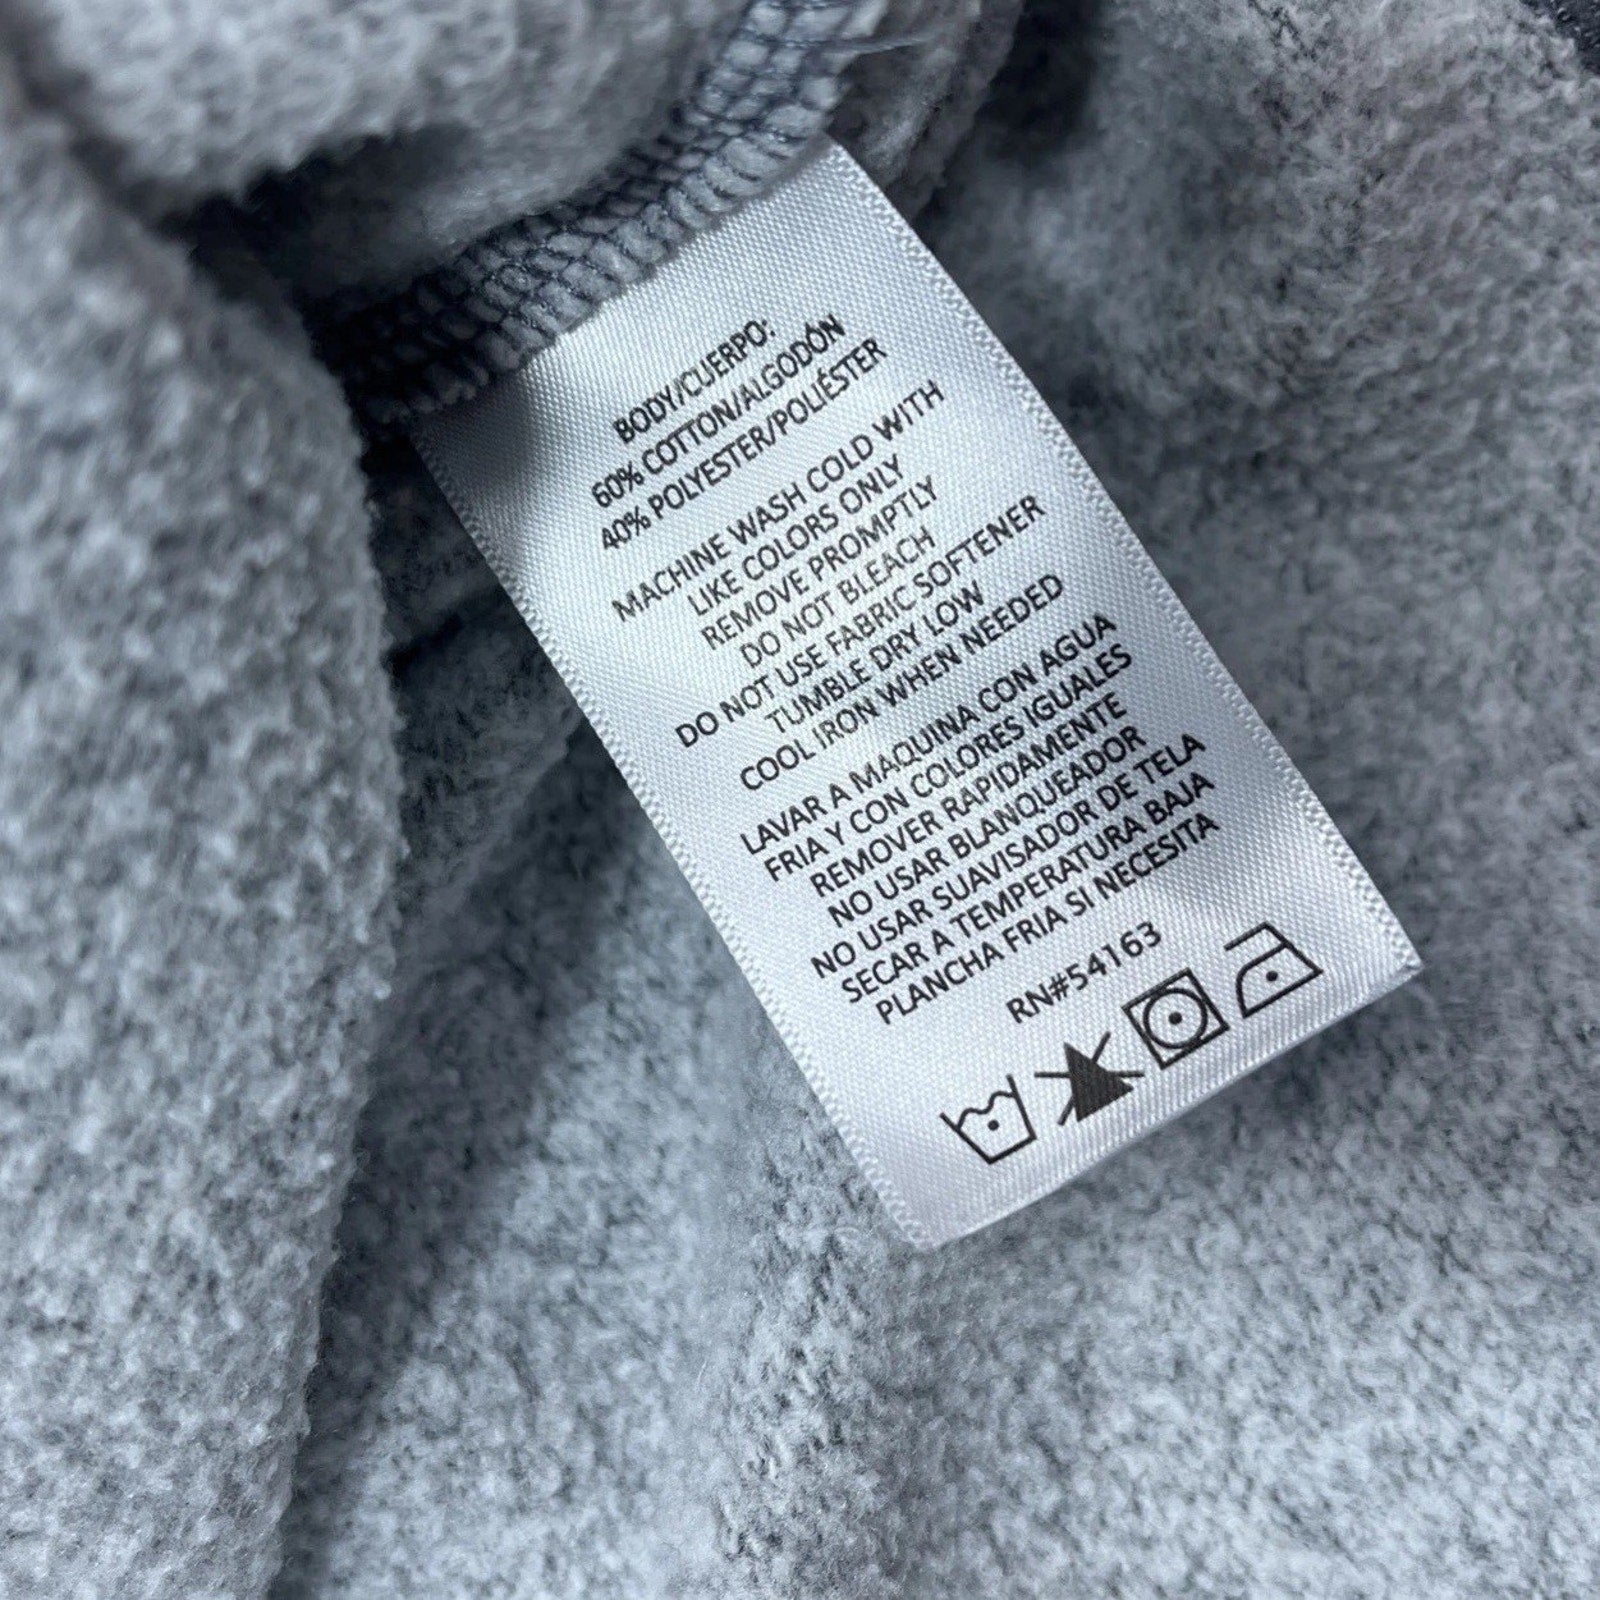 BODY/CUERPO:
60% COTTON/ALGODÓN
40% POLYESTER/POLIÉSTER
MACHINE WASH COLD WITH
LIKE COLORS ONLY
REMOVE PROMPTLY
DO NOT BLEACH
DO NOT USE FABRIC SOFTENER
TUMBLE DRY LOW
COOL IRON WHEN NEEDED
LAVAR A MAQUINA CON AGUA
FRIA Y CON COLORES IGUALES
REMOVER RAPIDAMENTE
NO USAR BLANQUEADOR
NO USAR SUAVISADOR DE TELA
SECAR A TEMPERATURA BAJA
PLANCHA FRIA SI NECESITA
RN#54163